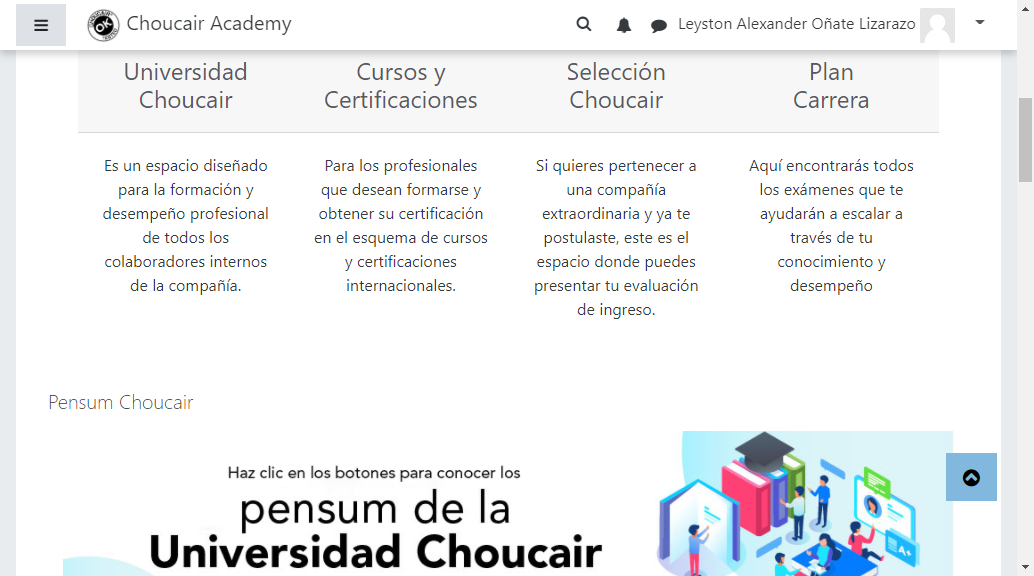 Choucair Academy
Leyston Alexander Oñate Lizarazo
Universidad
Choucair
Es un espacio diseñado
para la formación y
desempeño profesional
de todos los
colaboradores internos
de la compañía.
Cursos y
Certificaciones
Para los profesionales
que desean formarse y
obtener su certificación
en el esquema de cursos
y certificaciones
internacionales.
Selección
Choucair
Si quieres pertenecer a
una compañía
extraordinaria y ya te
postulaste, este es el
espacio donde puedes
presentar tu evaluación
de ingreso.
Plan
Carrera
Aquí encontrarás todos
los exámenes que te
ayudarán a escalar a
través de tu
conocimiento y
desempeño
Pensum Choucair
Haz clic en los botones para conocer los
pensum de la
Universidad Choucair
A+